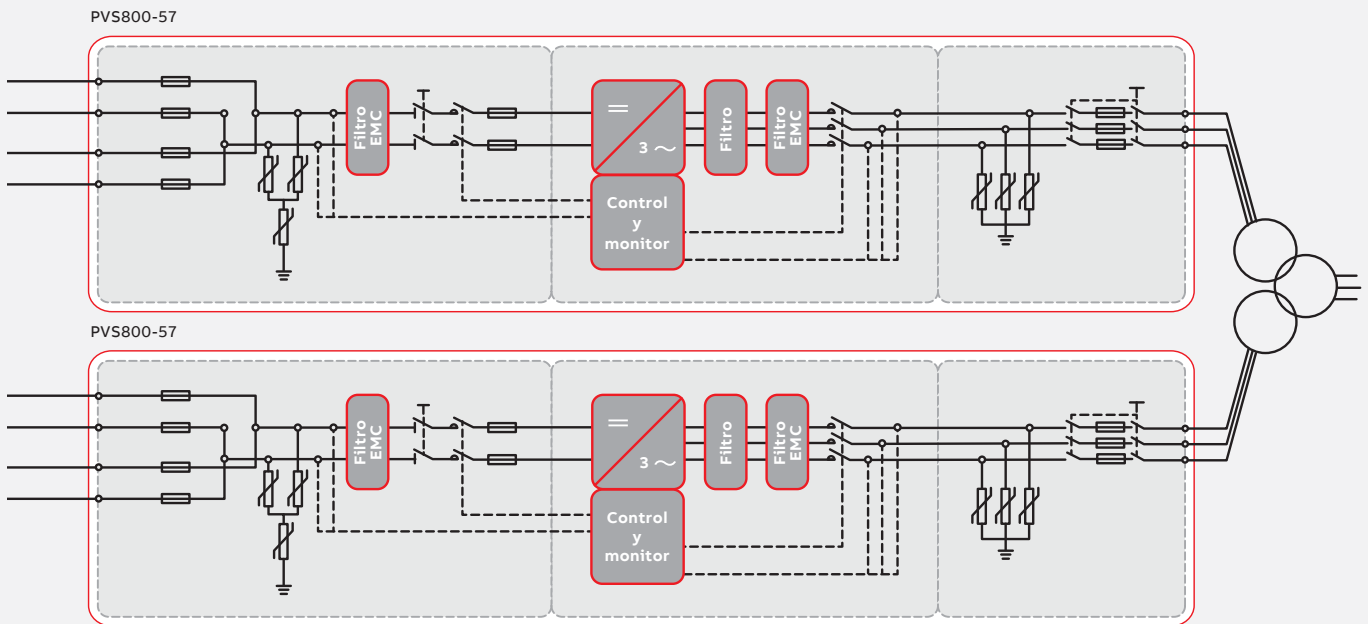 PVS800-57
Filtro
EMC
3
Filtro
Filtro
EMC
Control
y
monitor
PVS800-57
Filtro
EMC
3
Filtro
Filtro
EMC
Control
y
monitor